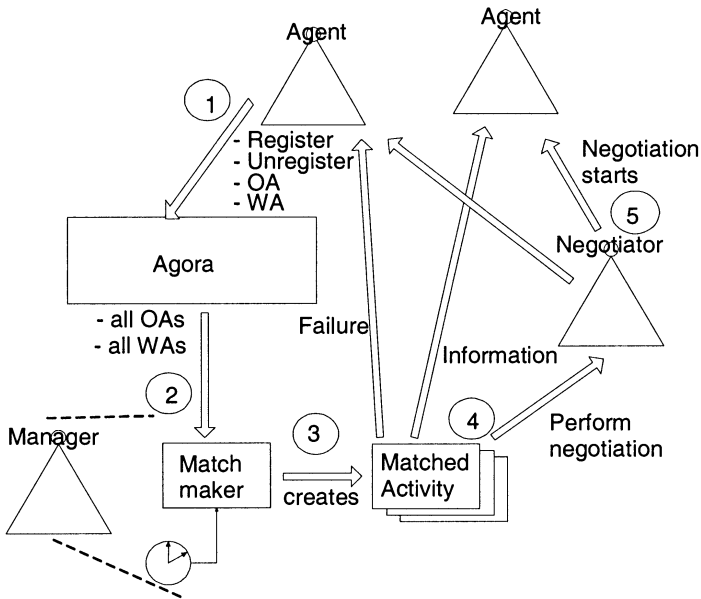 Agent
Agent
1
- Register
- Unregister
- OA
- WA
Negotiation
starts
5
Negotiator
Agora
- all OAs
- all WAs
Failure
Information
2
3
4
Perform
negotiation
Manager
Match
maker
creates
Matched
Activity